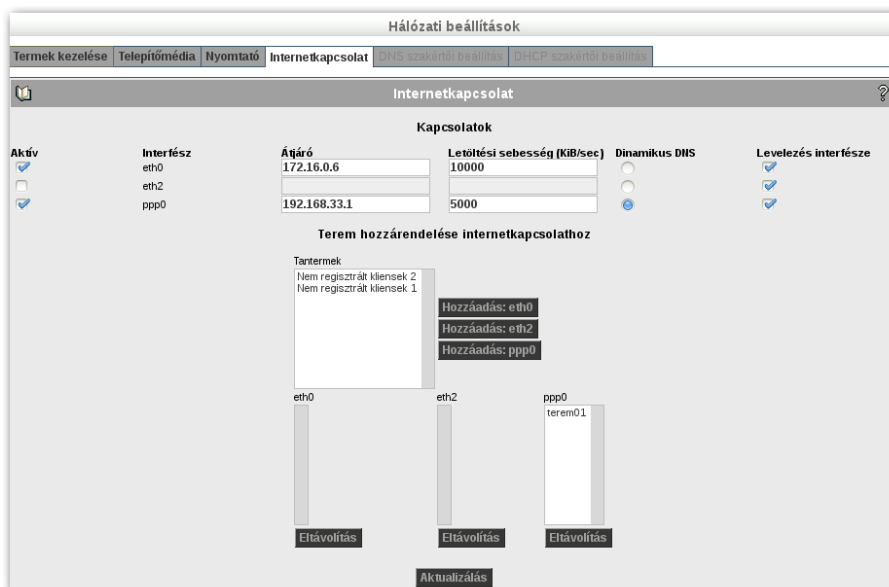 Hálózati beállítások
Termek kezelése Telepítőmédia Nyomtató Internetkapcsolat DNS szakértői beállítás DHCP szakértői beállítás
Internetkapcsolat ?
Kapcsolatok
Aktív Interfész Átjáró Letöltési sebesség (KiB/sec) Dinamikus DNS Levelezés interfésze
eth0 172.16.0.6 10000
eth2
ppp0 192.168.33.1 5000
Terem hozzárendelése internetkapcsolathoz
Tantermek
Nem regisztrált kliensek 2
Nem regisztrált kliensek 1
Hozzáadás: eth0
Hozzáadás: eth2
Hozzáadás: ppp0
eth0 eth2 ppp0
terem01
Eltávolítás Eltávolítás Eltávolítás
Aktualizálás